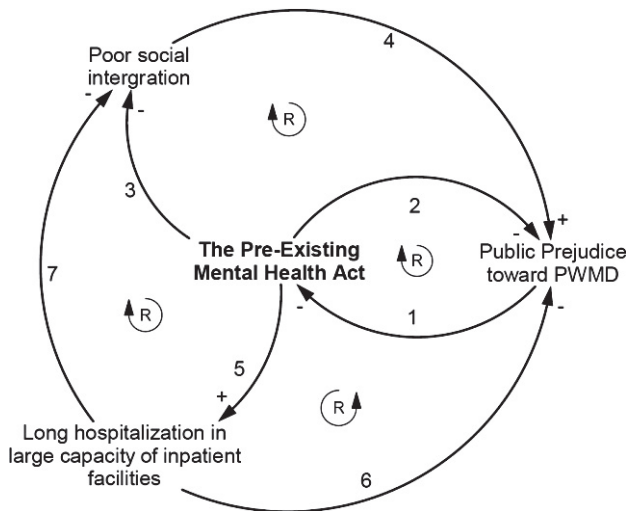 4
Poor social
intergration
-
-
R
3
2
+
-
The Pre-Existing
Mental Health Act
R
Public Prejudice
toward PWMD
7
-
-
R
1
5
+
R
Long hospitalization in
large capacity of inpatient
facilities
6